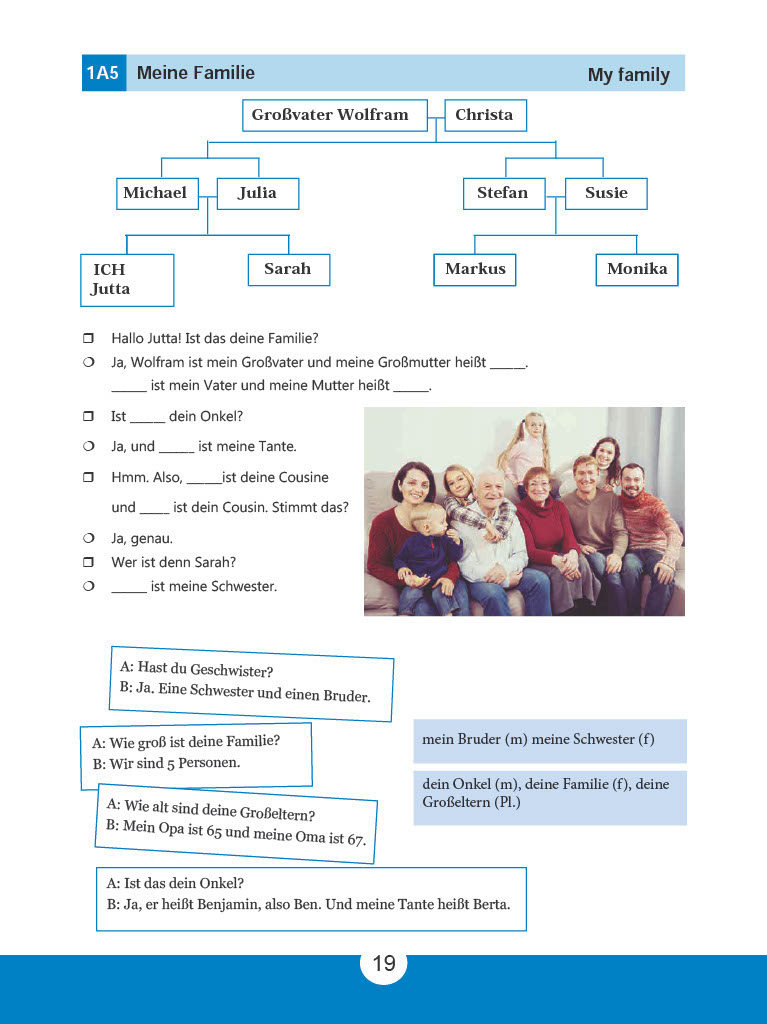 1A5 Meine Familie My family
Großvater Wolfram Christa
Michael Julia Stefan Susie
ICH
Jutta
Sarah Markus Monika
❒ Hallo Jutta! Ist das deine Familie?
❍ Ja, Wolfram ist mein Großvater und meine Großmutter heißt _____.
_____ ist mein Vater und meine Mutter heißt _____.
❒ Ist _____ dein Onkel?
❍ Ja, und _____ ist meine Tante.
❒ Hmm. Also, _____ist deine Cousine
und ____ ist dein Cousin. Stimmt das?
❍ Ja, genau.
❒ Wer ist denn Sarah?
❍ _____ ist meine Schwester.
A: Hast du Geschwister?
B: Ja. Eine Schwester und einen Bruder.
A: Wie groß ist deine Familie?
B: Wir sind 5 Personen.
A: Wie alt sind deine Großeltern?
B: Mein Opa ist 65 und meine Oma ist 67.
A: Ist das dein Onkel?
B: Ja, er heißt Benjamin, also Ben. Und meine Tante heißt Berta.
mein Bruder (m) meine Schwester (f)
dein Onkel (m), deine Familie (f), deine
Großeltern (Pl.)
19